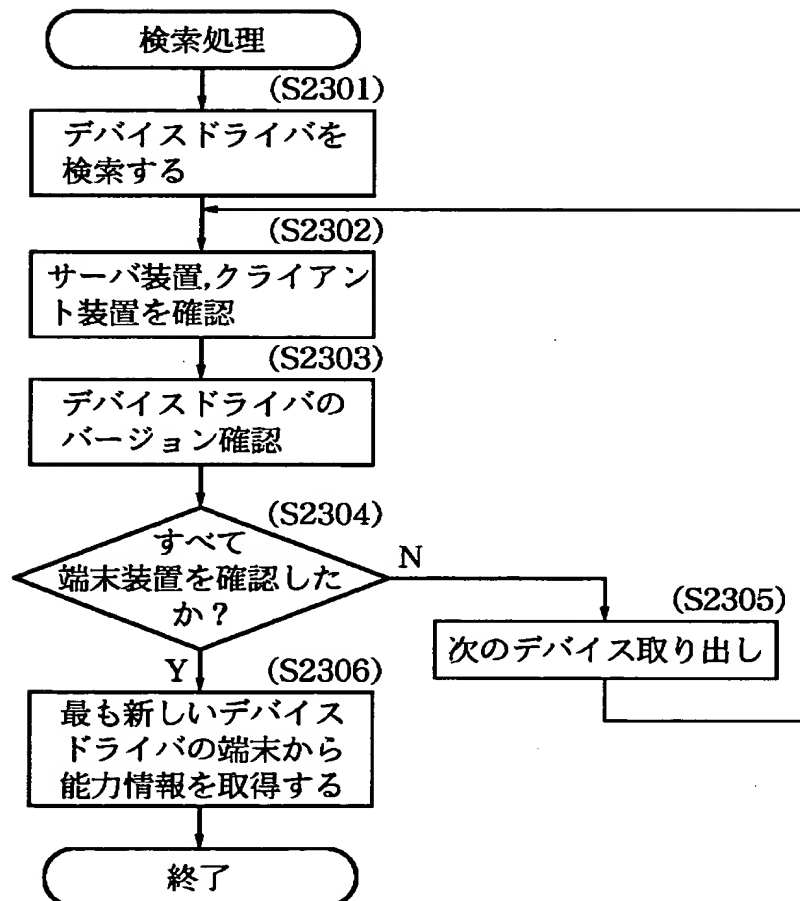 検索処理
(S2301)
デバイスドライバを
検索する
(S2302)
サーバ装置,クライアン
ト装置を確認
(S2303)
デバイスドライバの
バージョン確認
(S2304)
すべて
端末装置を確認した
か?
N
(S2305)
次のデバイス取り出し
Y
(S2306)
最も新しいデバイス
ドライバの端末から
能力情報を取得する
終了